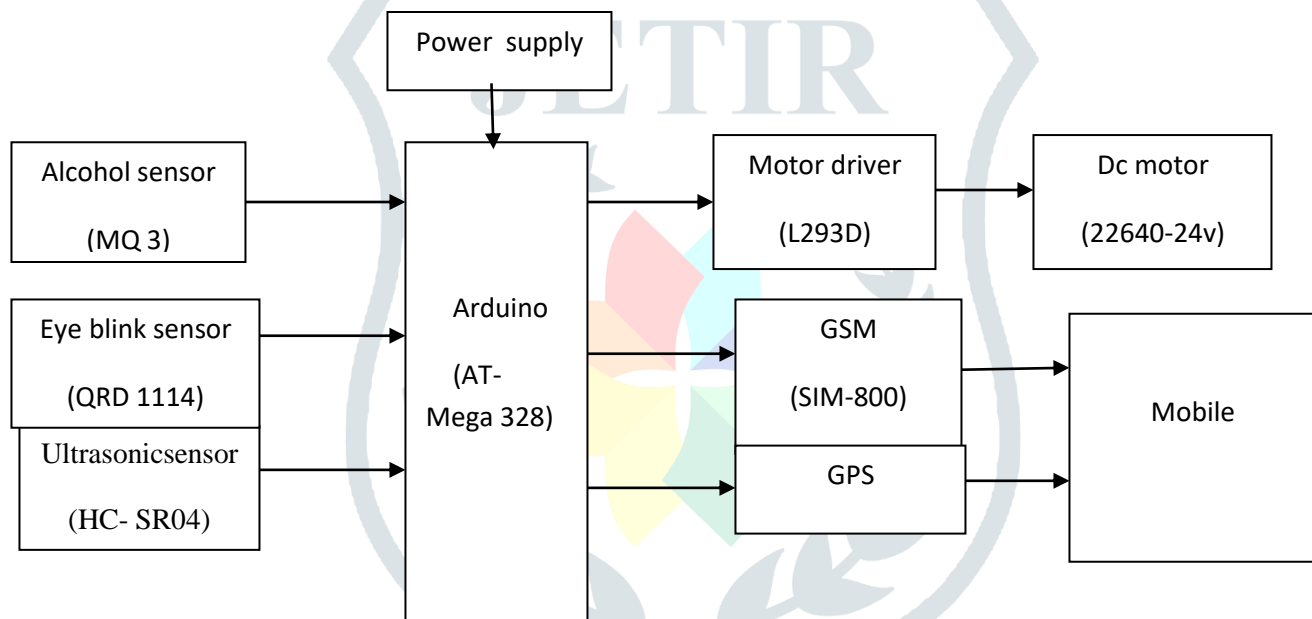 JETIR
Power supply
Alcohol sensor
(MQ 3)
Motor driver
(L293D)
Dc motor
(22640-24v)
Eye blink sensor
(QRD 1114)
Arduino
(AT-
Mega 328)
GSM
(SIM-800)
Mobile
Ultrasonicsensor
(HC- SR04)
GPS